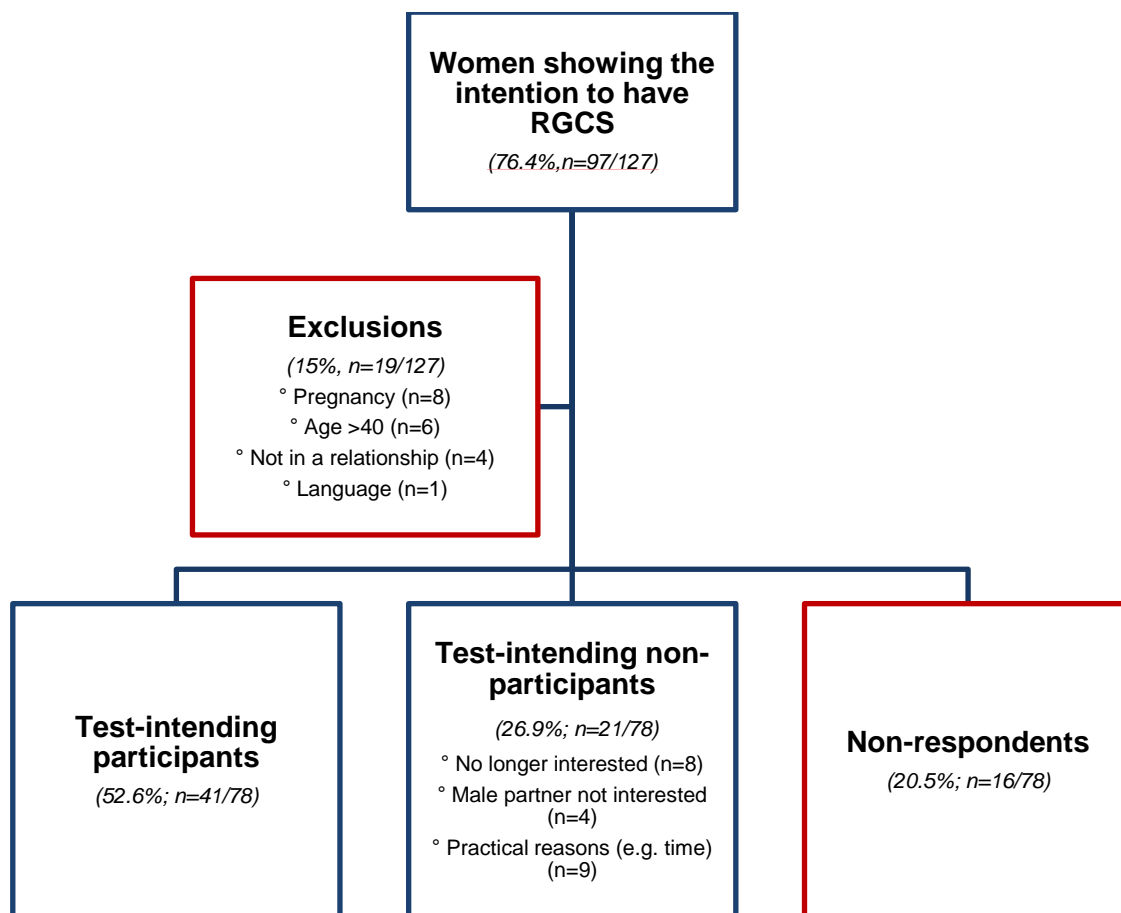 Women showing the
intention to have
RGCS
(76.4%,n=97/127)
Exclusions
(15%, n=19/127)
° Pregnancy (n=8)
° Age >40 (n=6)
° Not in a relationship (n=4)
° Language (n=1)
Test-intending
participants
(52.6%; n=41/78)
Test-intending non-
participants
(26.9%; n=21/78)
° No longer interested (n=8)
° Male partner not interested
(n=4)
° Practical reasons (e.g. time)
(n=9)
Non-respondents
(20.5%; n=16/78)